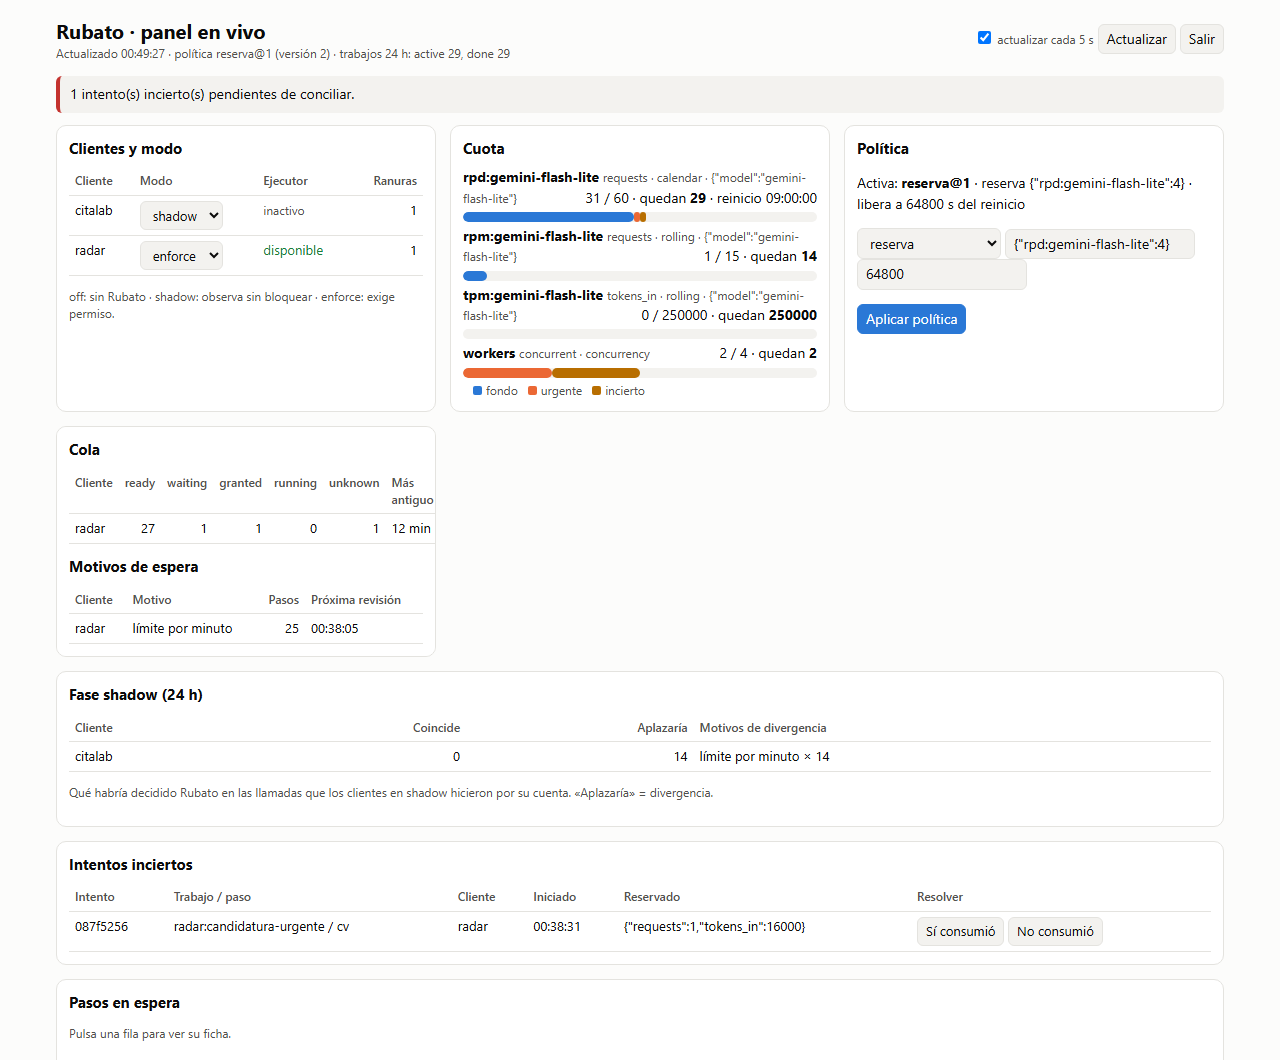 Rubato · panel en vivo
Actualizado 00:49:27 · política reserva@1 (versión 2) · trabajos 24 h: active 29, done 29
actualizar cada 5 s Actualizar Salir
1 intento(s) incierto(s) pendientes de conciliar.
Clientes y modo
Cliente Modo Ejecutor Ranuras
citalab shadow inactivo 1
radar enforce disponible 1
off: sin Rubato · shadow: observa sin bloquear · enforce: exige
permiso.
Cuota
rpd:gemini-flash-lite requests · calendar · {"model":"gemini-
flash-lite"} 31 / 60 · quedan 29 · reinicio 09:00:00
rpm:gemini-flash-lite requests · rolling · {"model":"gemini-
flash-lite"} 1 / 15 · quedan 14
tpm:gemini-flash-lite tokens_in · rolling · {"model":"gemini-
flash-lite"} 0 / 250000 · quedan 250000
workers concurrent · concurrency 2 / 4 · quedan 2
fondo urgente incierto
Política
Activa: reserva@1 · reserva {"rpd:gemini-flash-lite":4} ·
libera a 64800 s del reinicio
reserva {"rpd:gemini-flash-lite":4}
64800
Aplicar política
Cola
Cliente ready waiting granted running unknown Más
antiguo
radar 27 1 1 0 1 12 min
Motivos de espera
Cliente Motivo Pasos Próxima revisión
radar límite por minuto 25 00:38:05
Fase shadow (24 h)
Cliente Coincide Aplazaría Motivos de divergencia
citalab 0 14 límite por minuto × 14
Qué habría decidido Rubato en las llamadas que los clientes en shadow hicieron por su cuenta. «Aplazaría» = divergencia.
Intentos inciertos
Intento Trabajo / paso Cliente Iniciado Reservado Resolver
087f5256 radar:candidatura-urgente / cv radar 00:38:31 {"requests":1,"tokens_in":16000} Sí consumió No consumió
Pasos en espera
Pulsa una fila para ver su ficha.